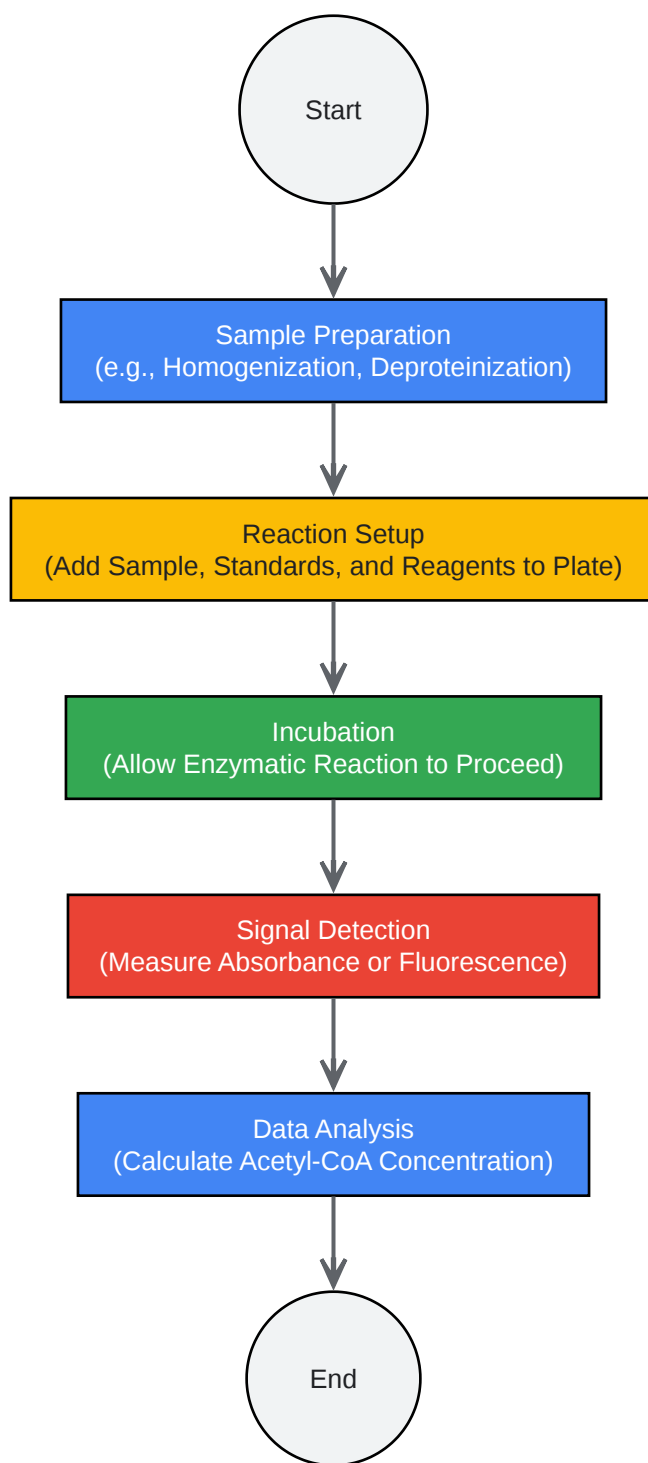 Start
Sample Preparation
(e.g., Homogenization, Deproteinization)
Reaction Setup
(Add Sample, Standards, and Reagents to Plate)
Incubation
(Allow Enzymatic Reaction to Proceed)
Signal Detection
(Measure Absorbance or Fluorescence)
Data Analysis
(Calculate Acetyl-CoA Concentration)
End